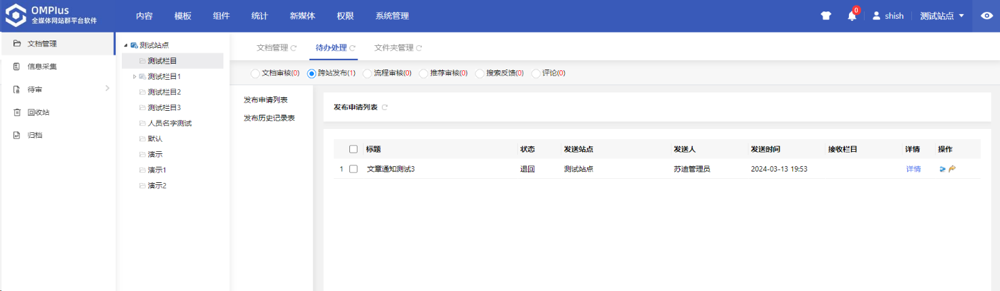 OMPlus
全媒体网站群平台软件
内容 模板 组件 统计 新媒体 权限 系统管理
0
shish 测试站点
文档管理
信息采集
待审
回收站
归档
测试站点
测试栏目
测试栏目1
测试栏目2
测试栏目3
人员名字测试
默认
演示
演示1
演示2
文档管理 待办处理 文件夹管理
文档审核(0) 跨站发布(1) 流程审核(0) 推荐审核(0) 搜索反馈(0) 评论(0)
发布申请列表
发布历史记录表
发布申请列表
标题 状态 发送站点 发送人 发送时间 接收栏目 详情 操作
1 文章通知测试3 退回 测试站点 苏迪管理员 2024-03-13 19:53 详情